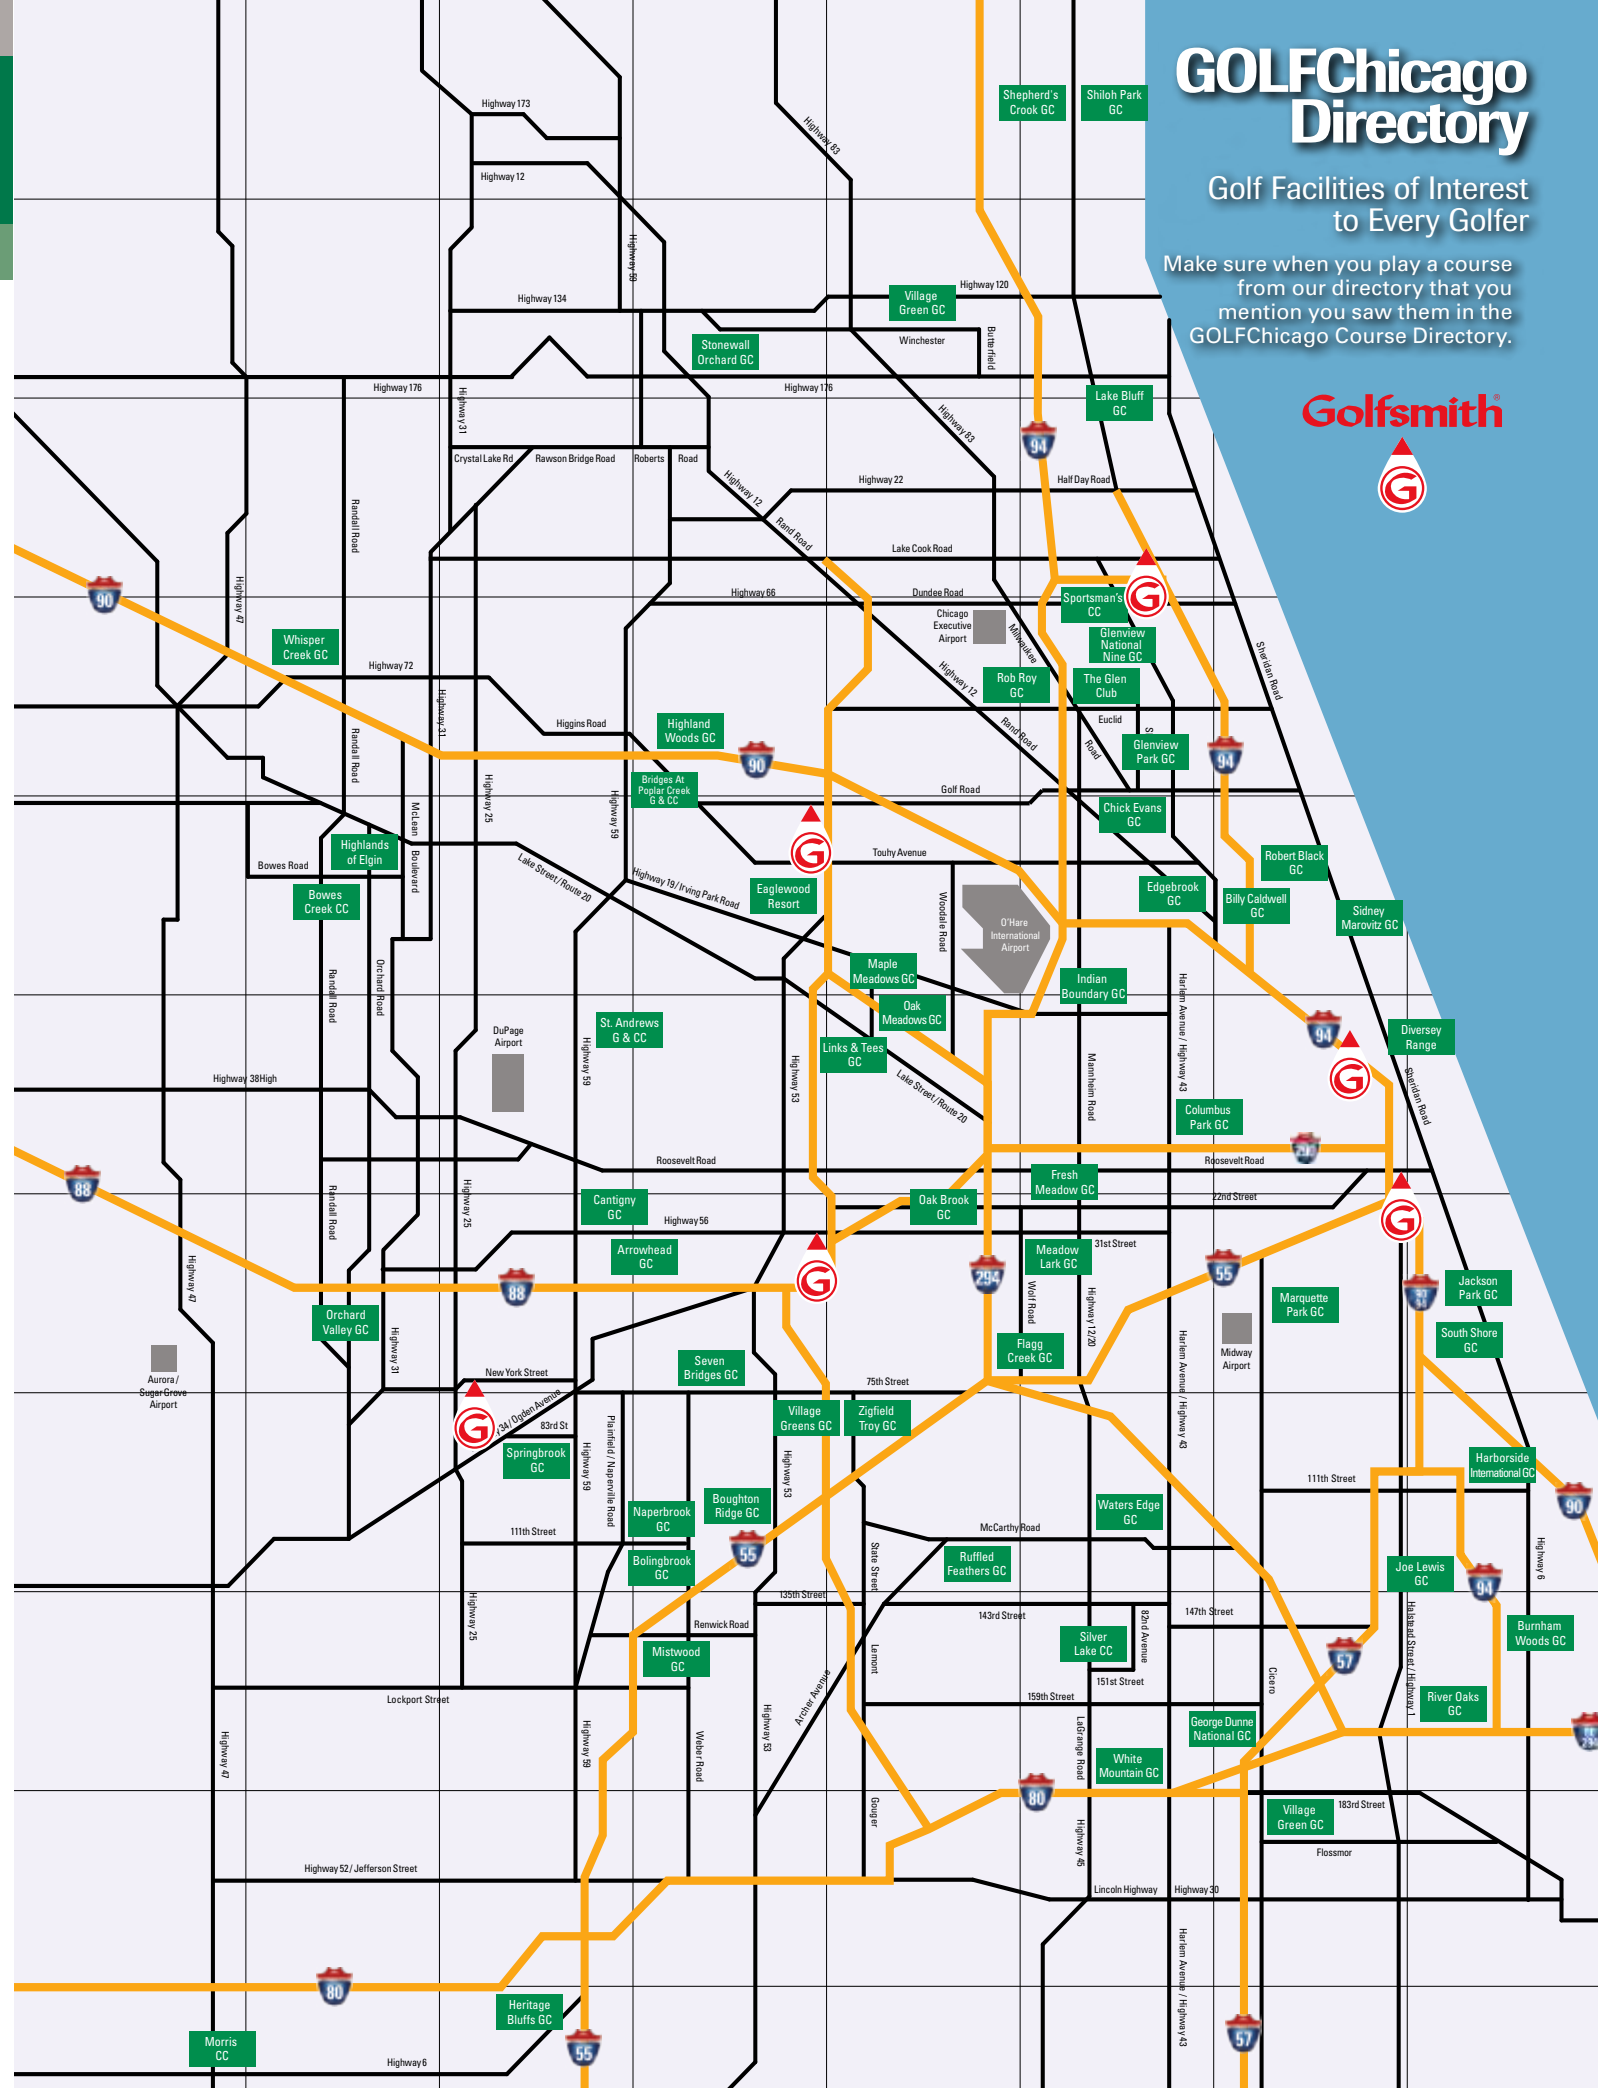 GOLFChicago
Directory
Golf Facilities of Interest
to Every Golfer
Make sure when you play a course
from our directory that you
mention you saw them in the
GOLFChicago Course Directory.
Golfsmith®
G
Shepherd's
Crook GC
Shiloh Park
GC
Highway 173
Highway 83
Highway 12
Highway 59
Highway 134
Village
Green GC
Highway 120
Stonewall
Orchard GC
Winchester
Butterfield
Highway 176
Highway 176
Highway 31
Lake Bluff
GC
Highway 83
94
Crystal Lake Rd
Rawson Bridge Road
Roberts
Road
Highway 12
Highway 22
Half Day Road
Randall Road
Rand Road
Lake Cook Road
90
Highway 47
Highway 66
Dundee Road
Sportsman's
CC
G
Chicago
Executive
Airport
Milwaukee
Glenview
National
Nine GC
Whisper
Creek GC
Highway 72
Highway 12
Rob Roy
GC
The Glen
Club
Sheridan Road
Highway 31
Higgins Road
Highland
Woods GC
Rand Road
Euclid
Road
S
Glenview
Park GC
Randall Road
90
94
Bridges At
Poplar Creek
G & CC
Highway 25
Highway 59
Golf Road
McLean
Boulevard
Chick Evans
GC
G
Highlands
of Elgin
Bowes Road
Lake Street / Route 20
Highway 19 / Irving Park Road
Touhy Avenue
Robert Black
GC
Bowes
Creek CC
Eaglewood
Resort
Woodale Road
Edgebrook
GC
Billy Caldwell
GC
O'Hare
International
Airport
Sidney
Marovitz GC
Randall Road
Orchard Road
Maple
Meadows GC
Indian
Boundary GC
Harlem Avenue / Highway 43
St. Andrews
G & CC
Oak
Meadows GC
94
Diversey
Range
DuPage
Airport
Highway 59
Links & Tees
GC
Highway 53
Mannheim Road
G
Highway 38High
Lake Street / Route 20
Sheridan Road
Columbus
Park GC
290
88
Roosevelt Road
Roosevelt Road
Randall Road
Highway 25
Cantigny
GC
Fresh
Meadow GC
Oak Brook
GC
22nd Street
G
Highway 56
31st Street
Highway 47
Arrowhead
GC
Meadow
Lark GC
88
G
294
Wolf Road
Highway 12/20
55
90
94
Jackson
Park GC
Marquette
Park GC
Orchard
Valley GC
Highway 31
Flagg
Creek GC
Harlem Avenue / Highway 43
Midway
Airport
South Shore
GC
Aurora /
Sugar Grove
Airport
Seven
Bridges GC
New York Street
75th Street
G
y 34 / Ogden Avenue
83rd St
Plainfield / Naperville Road
Village
Greens GC
Zigfield
Troy GC
Springbrook
GC
Highway 59
Highway 53
Harborside
International GC
111th Street
90
Naperbrook
GC
Boughton
Ridge GC
Waters Edge
GC
111th Street
55
McCarthy Road
State Street
Highway 6
Bolingbrook
GC
Ruffled
Feathers GC
Joe Lewis
GC
94
Highway 25
135th Street
143rd Street
82nd Avenue
147th Street
Halstead Street / Highway 1
Renwick Road
Silver
Lake CC
Burnham
Woods GC
Mistwood
GC
Lemont
57
Archer Avenue
151st Street
Cicero
Lockport Street
159th Street
River Oaks
GC
Highway 47
Highway 59
Weber Road
Highway 53
LaGrange Road
George Dunne
National GC
294
White
Mountain GC
80
Gouger
Highway 45
Village
Green GC
183rd Street
Flossmor
Highway 52 / Jefferson Street
Lincoln Highway
Highway 30
Harlem Avenue / Highway 43
80
Heritage
Bluffs GC
Morris
CC
55
57
Highway 6